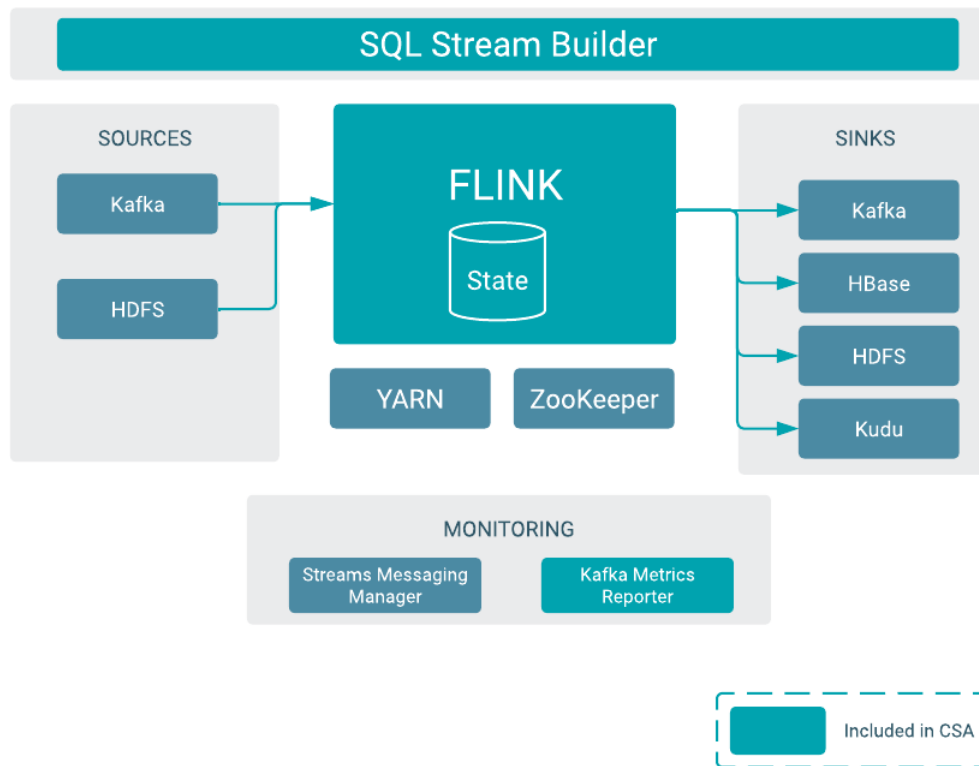 SQL Stream Builder
SOURCES
Kafka
HDFS
FLINK
State
YARN
ZooKeeper
SINKS
Kafka
HBase
HDFS
Kudu
MONITORING
Streams Messaging
Manager
Kafka Metrics
Reporter
Included in CSA